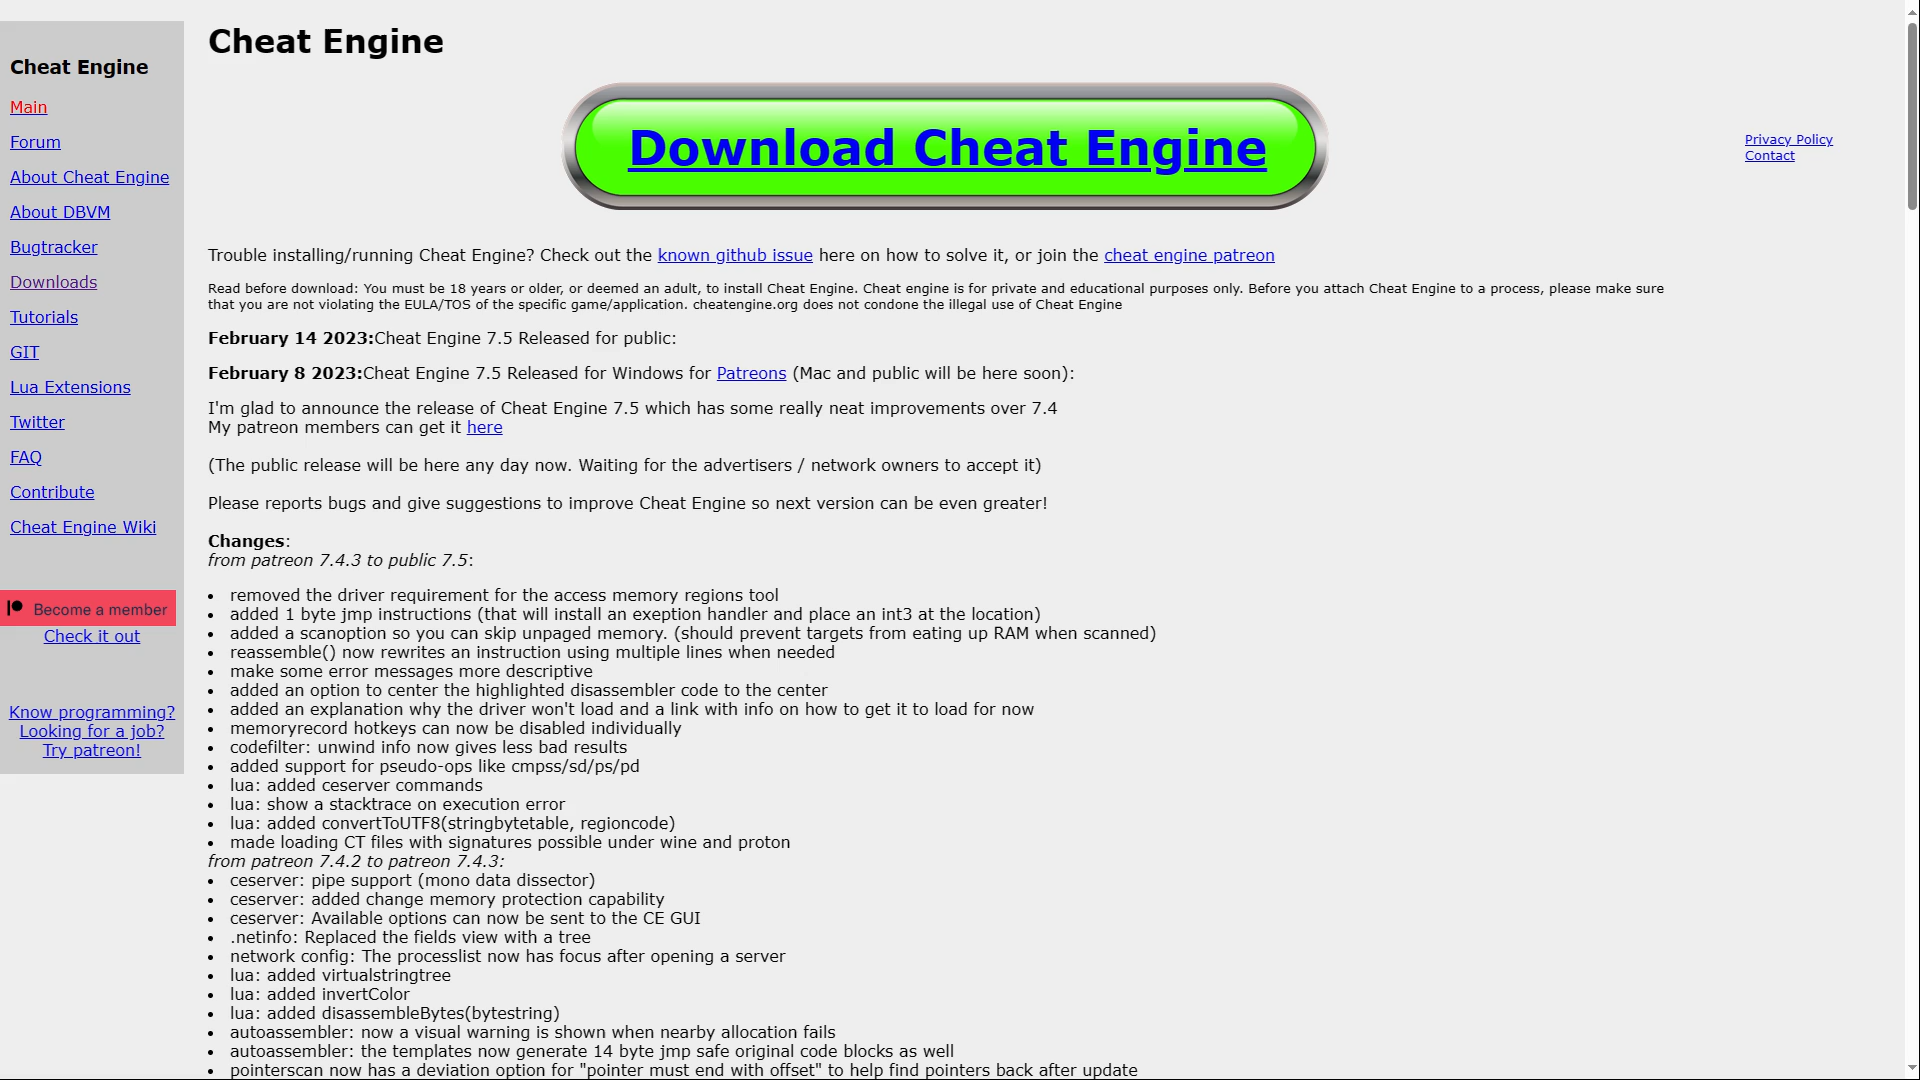 Cheat Engine
Main
Forum
About Cheat Engine
About DBVM
Bugtracker
Downloads
Tutorials
GIT
Lua Extensions
Twitter
FAQ
Contribute
Cheat Engine Wiki
Become a member
Check it out
Know programming?
Looking for a job?
Try patreon!
Cheat Engine
Download Cheat Engine
Privacy Policy
Contact
Trouble installing/running Cheat Engine? Check out the known github issue here on how to solve it, or join the cheat engine patreon
Read before download: You must be 18 years or older, or deemed an adult, to install Cheat Engine. Cheat engine is for private and educational purposes only. Before you attach Cheat Engine to a process, please make sure
that you are not violating the EULA/TOS of the specific game/application. cheatengine.org does not condone the illegal use of Cheat Engine
February 14 2023:Cheat Engine 7.5 Released for public:
February 8 2023:Cheat Engine 7.5 Released for Windows for Patreons (Mac and public will be here soon):
I'm glad to announce the release of Cheat Engine 7.5 which has some really neat improvements over 7.4
My patreon members can get it here
(The public release will be here any day now. Waiting for the advertisers / network owners to accept it)
Please reports bugs and give suggestions to improve Cheat Engine so next version can be even greater!
Changes:
from patreon 7.4.3 to public 7.5:
• removed the driver requirement for the access memory regions tool
• added 1 byte jmp instructions (that will install an exeption handler and place an int3 at the location)
• added a scanoption so you can skip unpaged memory. (should prevent targets from eating up RAM when scanned)
• reassemble() now rewrites an instruction using multiple lines when needed
• make some error messages more descriptive
• added an option to center the highlighted disassembler code to the center
• added an explanation why the driver won't load and a link with info on how to get it to load for now
• memoryrecord hotkeys can now be disabled individually
• codefilter: unwind info now gives less bad results
• added support for pseudo-ops like cmpss/sd/ps/pd
• lua: added ceserver commands
• lua: show a stacktrace on execution error
• lua: added convertToUTF8(stringbytetable, regioncode)
• made loading CT files with signatures possible under wine and proton
from patreon 7.4.2 to patreon 7.4.3:
• ceserver: pipe support (mono data dissector)
• ceserver: added change memory protection capability
• ceserver: Available options can now be sent to the CE GUI
• .netinfo: Replaced the fields view with a tree
• network config: The processlist now has focus after opening a server
• lua: added virtualstringtree
• lua: added invertColor
• lua: added disassembleBytes(bytestring)
• autoassembler: now a visual warning is shown when nearby allocation fails
• autoassembler: the templates now generate 14 byte jmp safe original code blocks as well
• pointerscan now has a deviation option for "pointer must end with offset" to help find pointers back after update